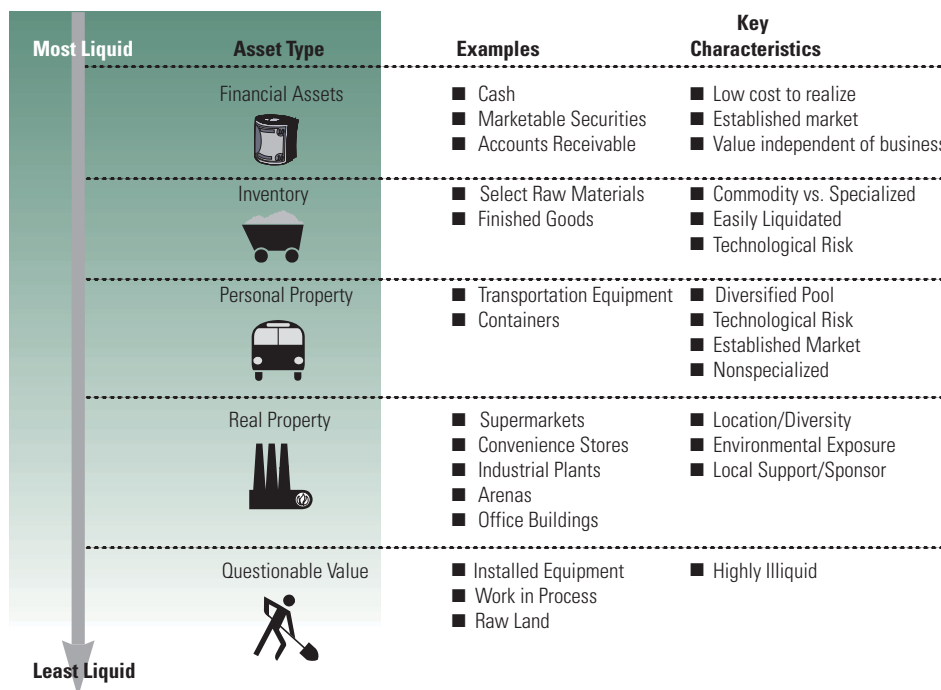 Most Liquid
Asset Type
Examples
Key
Characteristics
Financial Assets
■ Cash
■ Marketable Securities
■ Accounts Receivable
■ Low cost to realize
■ Established market
■ Value independent of business
Inventory
■ Select Raw Materials
■ Finished Goods
■ Commodity vs. Specialized
■ Easily Liquidated
■ Technological Risk
Personal Property
■ Transportation Equipment
■ Containers
■ Diversified Pool
■ Technological Risk
■ Established Market
■ Nonspecialized
Real Property
■ Supermarkets
■ Convenience Stores
■ Industrial Plants
■ Arenas
■ Office Buildings
■ Location/Diversity
■ Environmental Exposure
■ Local Support/Sponsor
Questionable Value
■ Installed Equipment
■ Work in Process
■ Raw Land
■ Highly Illiquid
Least Liquid